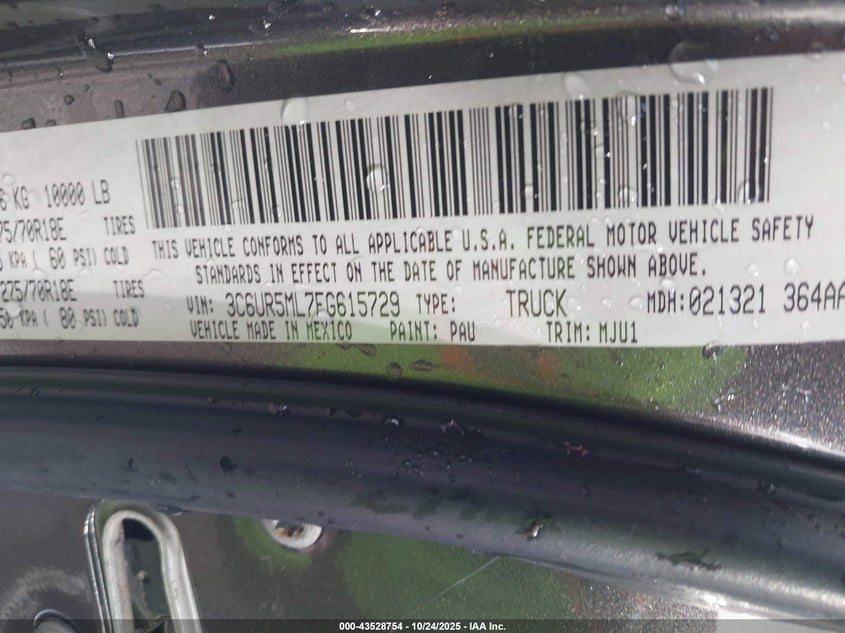 KG 10000 LB
75/70R18E TIRES
KPA ( 60 PSI) COLD
275/70R18E TIRES
50 KPA ( 80 PSI) COLD
THIS VEHICLE CONFORMS TO ALL APPLICABLE U.S.A. FEDERAL MOTOR VEHICLE SAFETY
STANDARDS IN EFFECT ON THE DATE OF MANUFACTURE SHOWN ABOVE.
VIN: 3C6UR5ML7FG615729 TYPE: TRUCK MDH:021321 364AA
VEHICLE MADE IN MEXICO PAINT: PAU TRIM: MJU1
000-43528754 - 10/24/2025 - IAA Inc.